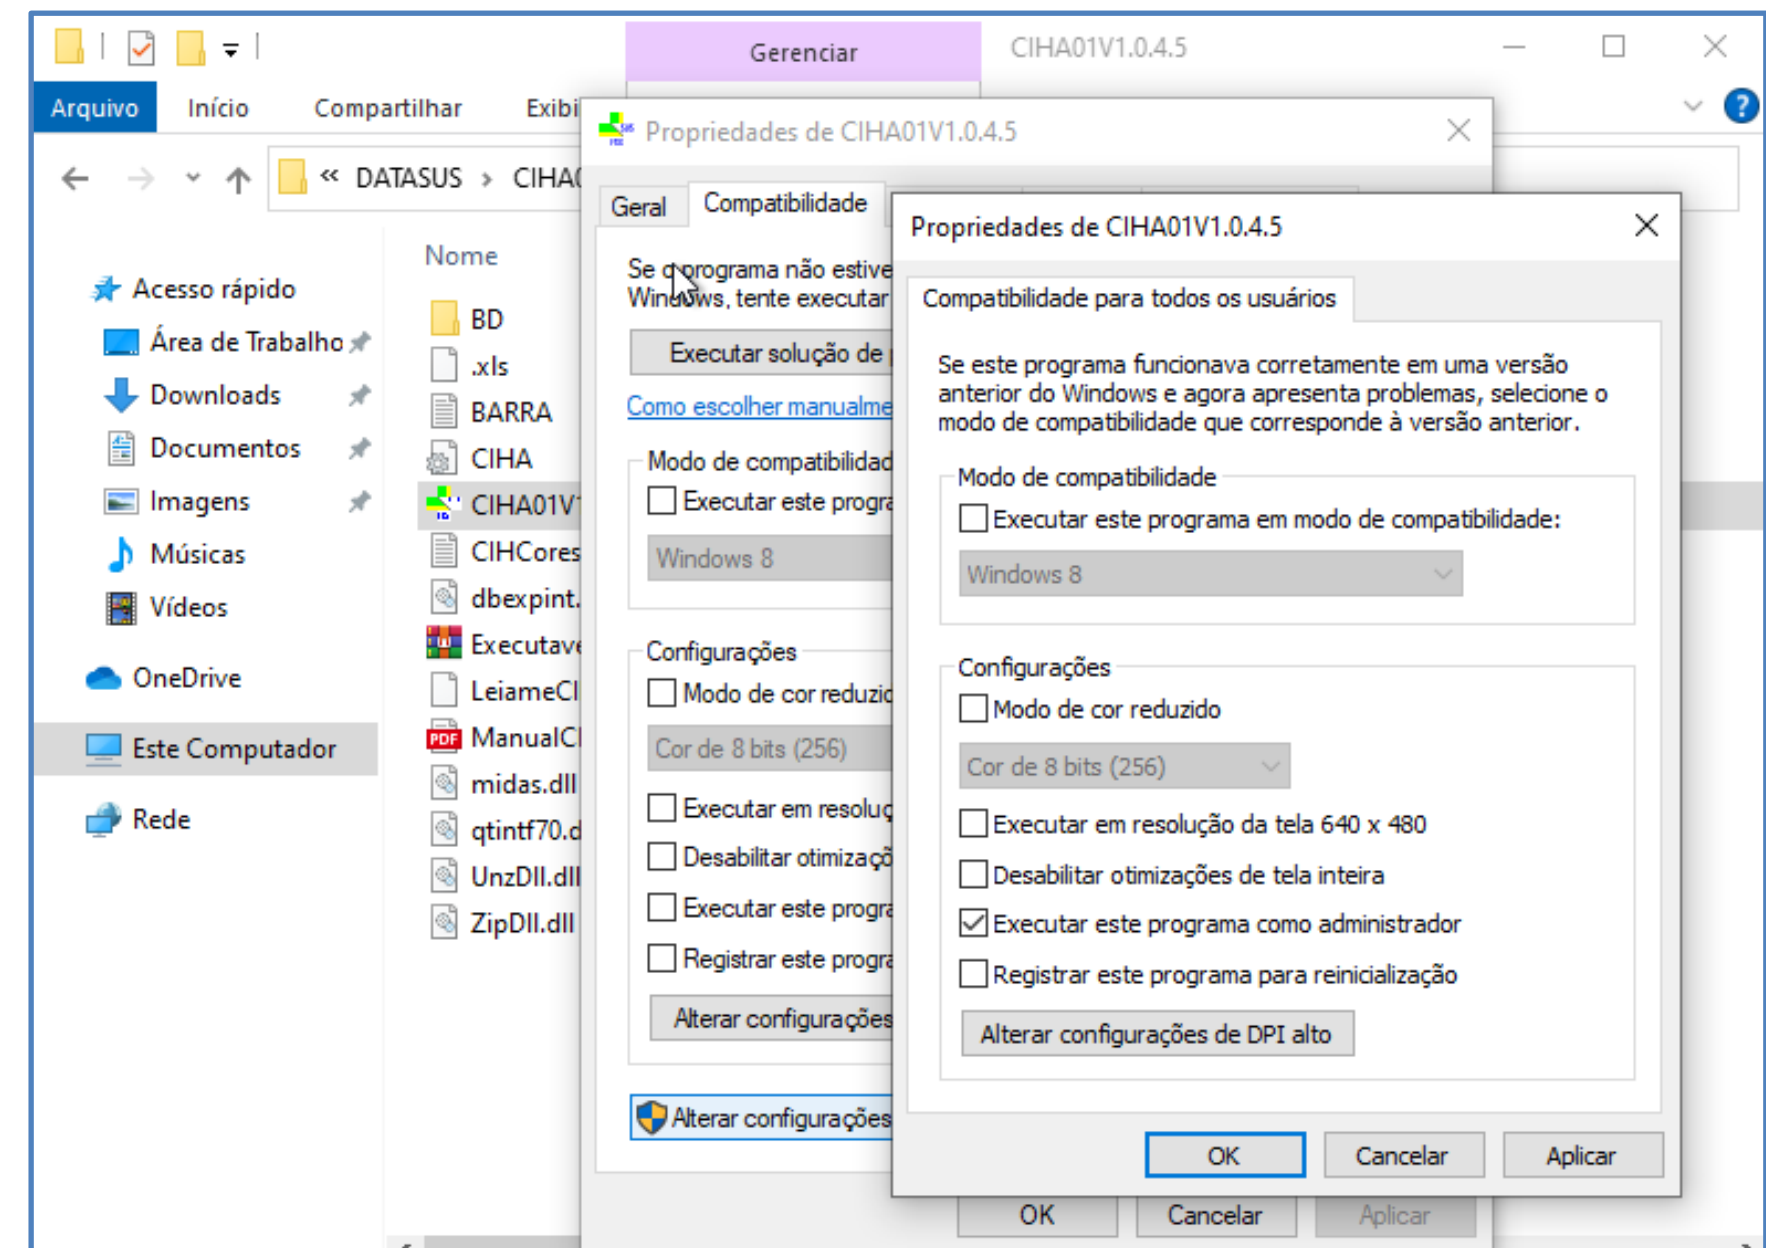 Gerenciar
CIHA01V1.0.4.5
Arquivo
Início
Compartilhar
Exibi
?
« DATASUS > CIHA0
Nome
Acesso rápido
Área de Trabalho
Downloads
Documentos
Imagens
Músicas
Vídeos
OneDrive
Este Computador
Rede
BD
.xls
BARRA
CIHA
CIHA01V
CIHCores
dbexpint.
Executave
LeiameCI
PDF
ManualCI
midas.dll
qtintf70.d
UnzDll.dll
ZipDll.dll
Propriedades de CIHA01V1.0.4.5
Geral
Compatibilidade
Se o programa não estive
Windows, tente executar
Executar solução de
Como escolher manualme
Modo de compatibilidad
Executar este progra
Windows 8
Configurações
Modo de cor reduzid
Cor de 8 bits (256)
Executar em resoluç
Desabilitar otimizaçõ
Executar este progra
Registrar este progra
Alterar configurações
Alterar configurações
OK
Cancelar
Aplicar
Propriedades de CIHA01V1.0.4.5
Compatibilidade para todos os usuários
Se este programa funcionava corretamente em uma versão
anterior do Windows e agora apresenta problemas, selecione o
modo de compatibilidade que corresponde à versão anterior.
Modo de compatibilidade
Executar este programa em modo de compatibilidade:
Windows 8
Configurações
Modo de cor reduzido
Cor de 8 bits (256)
Executar em resolução da tela 640 x 480
Desabilitar otimizações de tela inteira
Executar este programa como administrador
Registrar este programa para reinicialização
Alterar configurações de DPI alto
OK
Cancelar
Aplicar